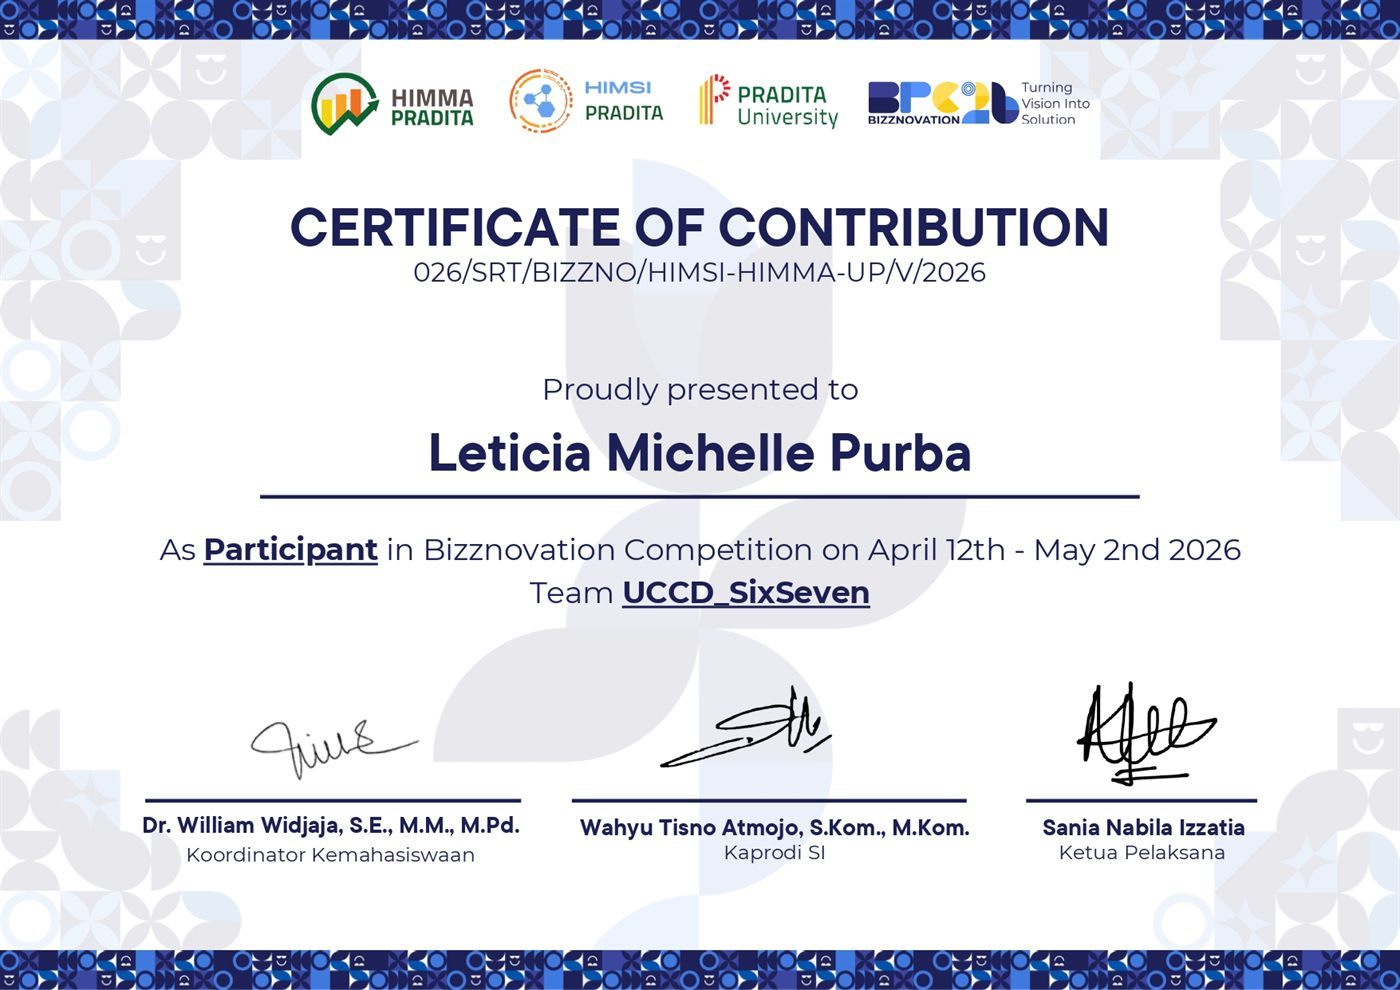 HIMMA
PRADITA
HIMSI
PRADITA
PRADITA
University
BPC2b
BIZZNOVATION
Turning
Vision Into
Solution
CERTIFICATE OF CONTRIBUTION
026/SRT/BIZZNO/HIMSI-HIMMA-UP/V/2026
Proudly presented to
Leticia Michelle Purba
As Participant in Bizznovation Competition on April 12th - May 2nd 2026
Team UCCD_SixSeven
Dr. William Widjaja, S.E., M.M., M.Pd.
Koordinator Kemahasiswaan
Wahyu Tisno Atmojo, S.Kom., M.Kom.
Kaprodi SI
Sania Nabila Izzatia
Ketua Pelaksana